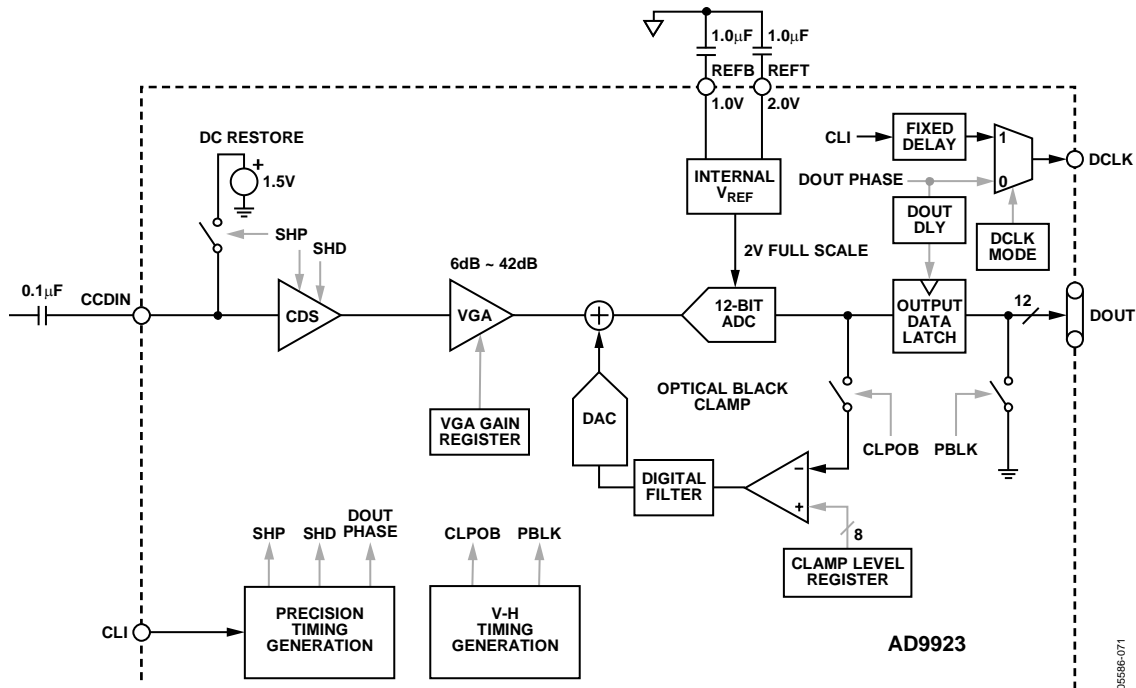 1.0µF
1.0µF
REFB
REFT
1.0V
2.0V
DC RESTORE
+
1.5V
SHP
SHD
CLI
FIXED
DELAY
1
0
DCLK
DOUT PHASE
INTERNAL
VREF
DOUT
DLY
DCLK
MODE
2V FULL SCALE
6dB ~ 42dB
0.1µF
CCDIN
CDS
VGA
+
12-BIT
ADC
OUTPUT
DATA
LATCH
12
DOUT
OPTICAL BLACK
CLAMP
VGA GAIN
REGISTER
DAC
CLPOB
PBLK
DIGITAL
FILTER
–
+
8
CLAMP LEVEL
REGISTER
SHP
SHD
DOUT
PHASE
CLPOB
PBLK
CLI
PRECISION
TIMING
GENERATION
V-H
TIMING
GENERATION
AD9923
05586-071